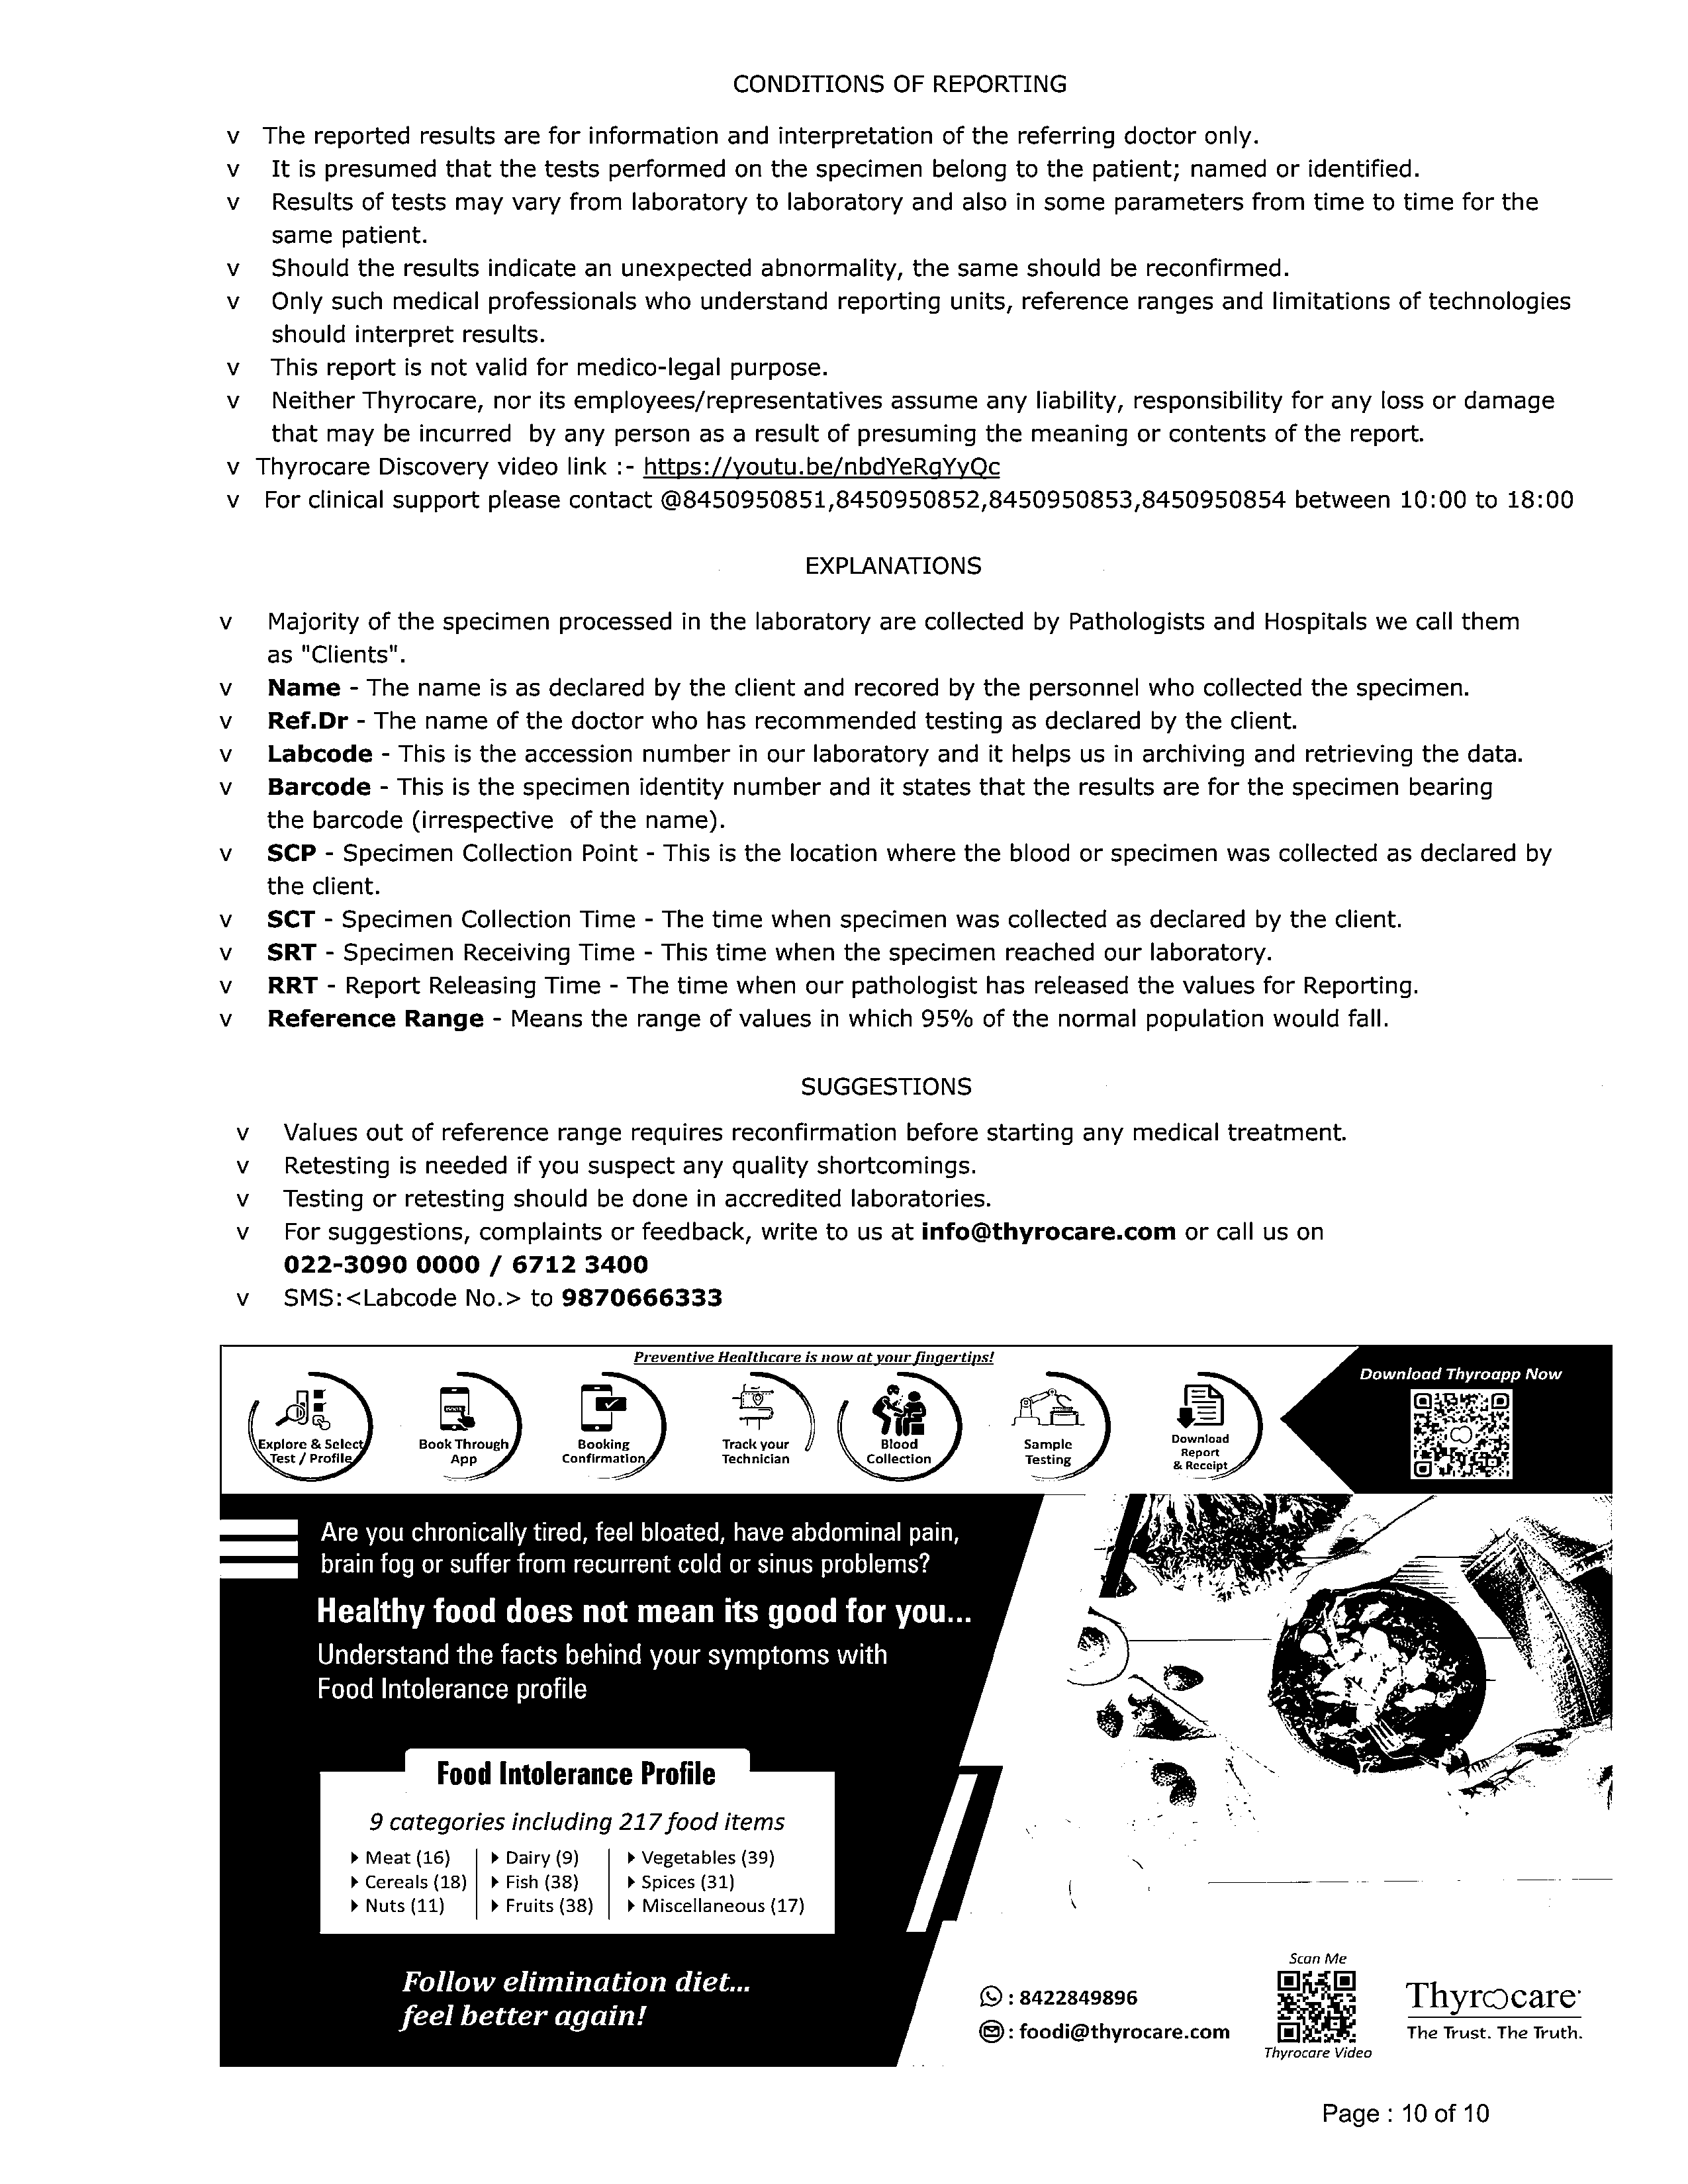 CONDITIONS OF REPORTING
v The reported results are for information and interpretation of the referring doctor only.
v It is presumed that the tests performed on the specimen belong to the patient; named or identified.
v Results of tests may vary from laboratory to laboratory and also in some parameters from time to time for the
same patient.
v Should the results indicate an unexpected abnormality, the same should be reconfirmed.
v Only such medical professionals who understand reporting units, reference ranges and limitations of technologies
should interpret results.
v This report is not valid for medico-legal purpose.
v Neither Thyrocare, nor its employees/representatives assume any liability, responsibility for any loss or damage
that may be incurred by any person as a result of presuming the meaning or contents of the report.
v Thyrocare Discovery video link :- https://youtu.be/nbdYeRgYyQc
v For clinical support please contact @8450950851,8450950852,8450950853,8450950854 between 10:00 to 18:00
EXPLANATIONS
v Majority of the specimen processed in the laboratory are collected by Pathologists and Hospitals we call them
as "Clients".
v Name - The name is as declared by the client and recored by the personnel who collected the specimen.
v Ref.Dr - The name of the doctor who has recommended testing as declared by the client.
v Labcode - This is the accession number in our laboratory and it helps us in archiving and retrieving the data.
v Barcode - This is the specimen identity number and it states that the results are for the specimen bearing
the barcode (irrespective of the name).
v SCP - Specimen Collection Point - This is the location where the blood or specimen was collected as declared by
the client.
v SCT - Specimen Collection Time - The time when specimen was collected as declared by the client.
v SRT - Specimen Receiving Time - This time when the specimen reached our laboratory.
v RRT - Report Releasing Time - The time when our pathologist has released the values for Reporting.
v Reference Range - Means the range of values in which 95% of the normal population would fall.
SUGGESTIONS
v Values out of reference range requires reconfirmation before starting any medical treatment.
v Retesting is needed if you suspect any quality shortcomings.
v Testing or retesting should be done in accredited laboratories.
v For suggestions, complaints or feedback, write to us at info@thyrocare.com or call us on
022-3090 0000 / 6712 3400
v SMS:<Labcode No.> to 9870666333
Preventive Healthcare is now at your fingertips!
Explore & Select
Test / Profile
Book Through
App
Booking
Confirmation
Track your
Technician
Blood
Collection
Sample
Testing
Download
Report
& Receipt
Download Thyroapp Now
Are you chronically tired, feel bloated, have abdominal pain,
brain fog or suffer from recurrent cold or sinus problems?
Healthy food does not mean its good for you...
Understand the facts behind your symptoms with
Food Intolerance profile
Food Intolerance Profile
9 categories including 217 food items
Meat (16) Dairy (9) Vegetables (39)
Cereals (18) Fish (38) Spices (31)
Nuts (11) Fruits (38) Miscellaneous (17)
Follow elimination diet...
feel better again!
: 8422849896
: foodi@thyrocare.com
Scan Me
Thyrocare Video
Thyrocare
The Trust. The Truth.
Page : 10 of 10